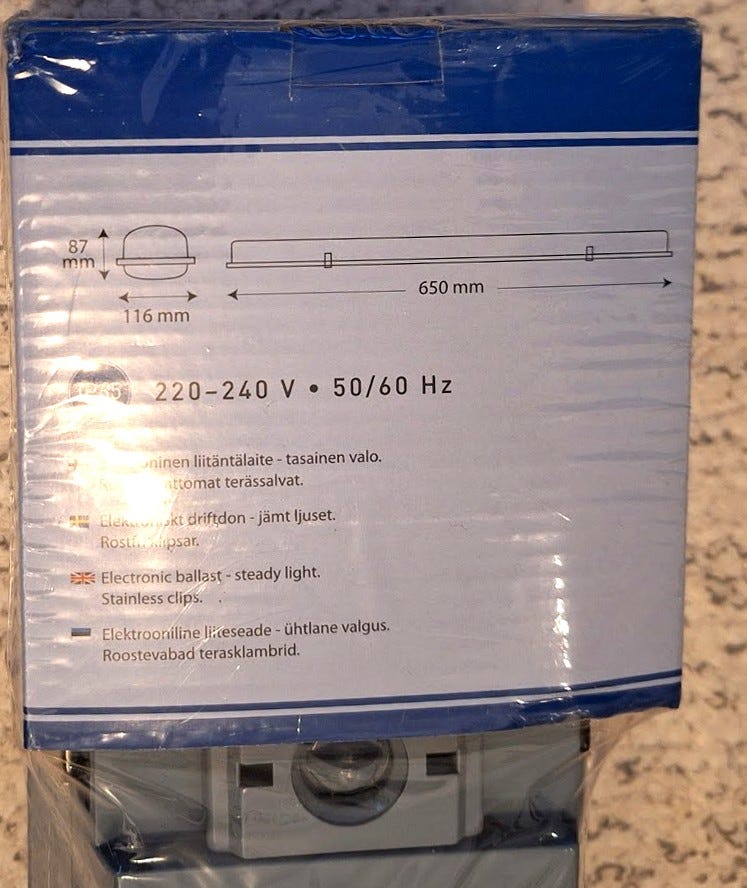 87
mm
116 mm
650 mm
220–240 V • 50/60 Hz
liitäntälaite - tasainen valo.
terässalvat.
Elektroniskt driftdon - jämt ljuset.
Electronic ballast - steady light.
Stainless clips.
Elektrooniline liiteseade - ühtlane valgus.
Roostevabad terasklambrid.